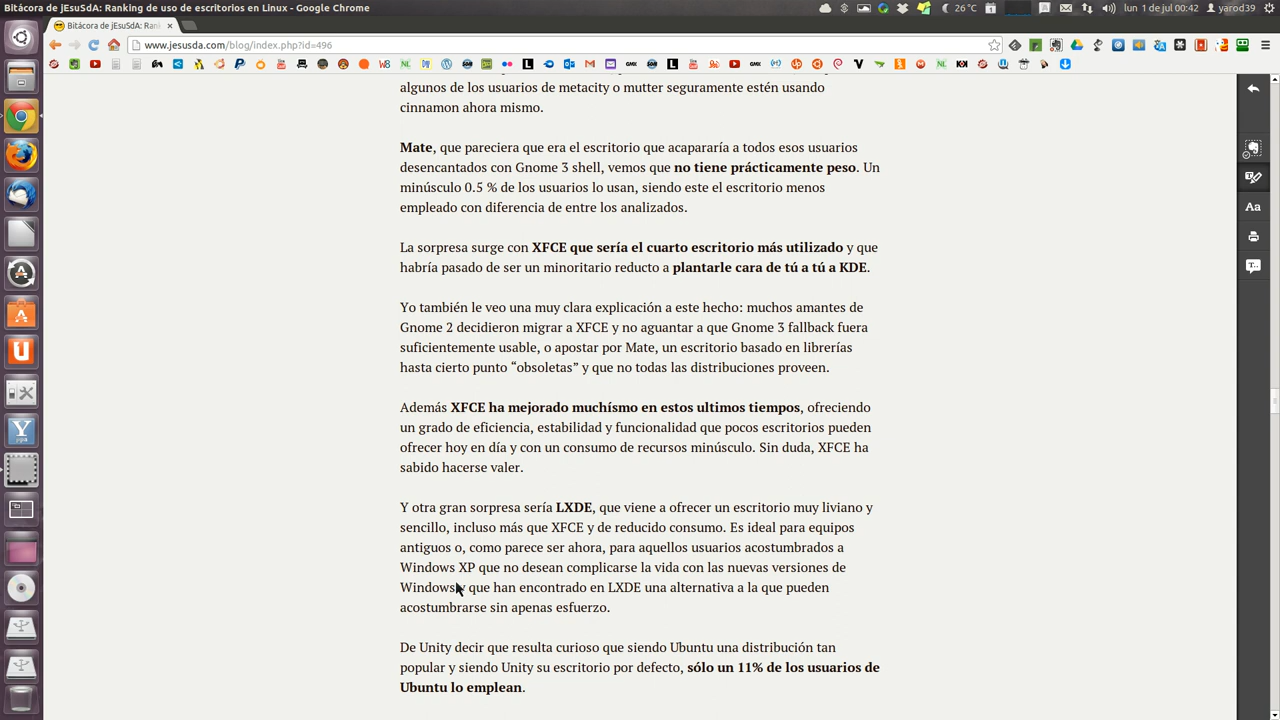 Bitácora de jEsuSdA: Ranking de uso de escritorios en Linux - Google Chrome
26°C
lun 1 de jul 00:42
yarod39
Bitácora de jEsuSdA: Ran
www.jesusda.com/blog/index.php?id=496
algunos de los usuarios de metacity o mutter seguramente estén usando
cinnamon ahora mismo.
Mate, que pareciera que era el escritorio que acapararía a todos esos usuarios
desencantados con Gnome 3 shell, vemos que no tiene prácticamente peso. Un
minúsculo 0.5 % de los usuarios lo usan, siendo este el escritorio menos
empleado con diferencia de entre los analizados.
La sorpresa surge con XFCE que sería el cuarto escritorio más utilizado y que
habría pasado de ser un minoritario reducto a plantarle cara de tú a tú a KDE.
Yo también le veo una muy clara explicación a este hecho: muchos amantes de
Gnome 2 decidieron migrar a XFCE y no aguantar a que Gnome 3 fallback fuera
suficientemente usable, o apostar por Mate, un escritorio basado en librerías
hasta cierto punto “obsoletas” y que no todas las distribuciones proveen.
Además XFCE ha mejorado muchísmo en estos ultimos tiempos, ofreciendo
un grado de eficiencia, estabilidad y funcionalidad que pocos escritorios pueden
ofrecer hoy en día y con un consumo de recursos minúsculo. Sin duda, XFCE ha
sabido hacerse valer.
Y otra gran sorpresa sería LXDE, que viene a ofrecer un escritorio muy liviano y
sencillo, incluso más que XFCE y de reducido consumo. Es ideal para equipos
antiguos o, como parece ser ahora, para aquellos usuarios acostumbrados a
Windows XP que no desean complicarse la vida con las nuevas versiones de
Windows y que han encontrado en LXDE una alternativa a la que pueden
acostumbrarse sin apenas esfuerzo.
De Unity decir que resulta curioso que siendo Ubuntu una distribución tan
popular y siendo Unity su escritorio por defecto, sólo un 11% de los usuarios de
Ubuntu lo emplean.
Aa